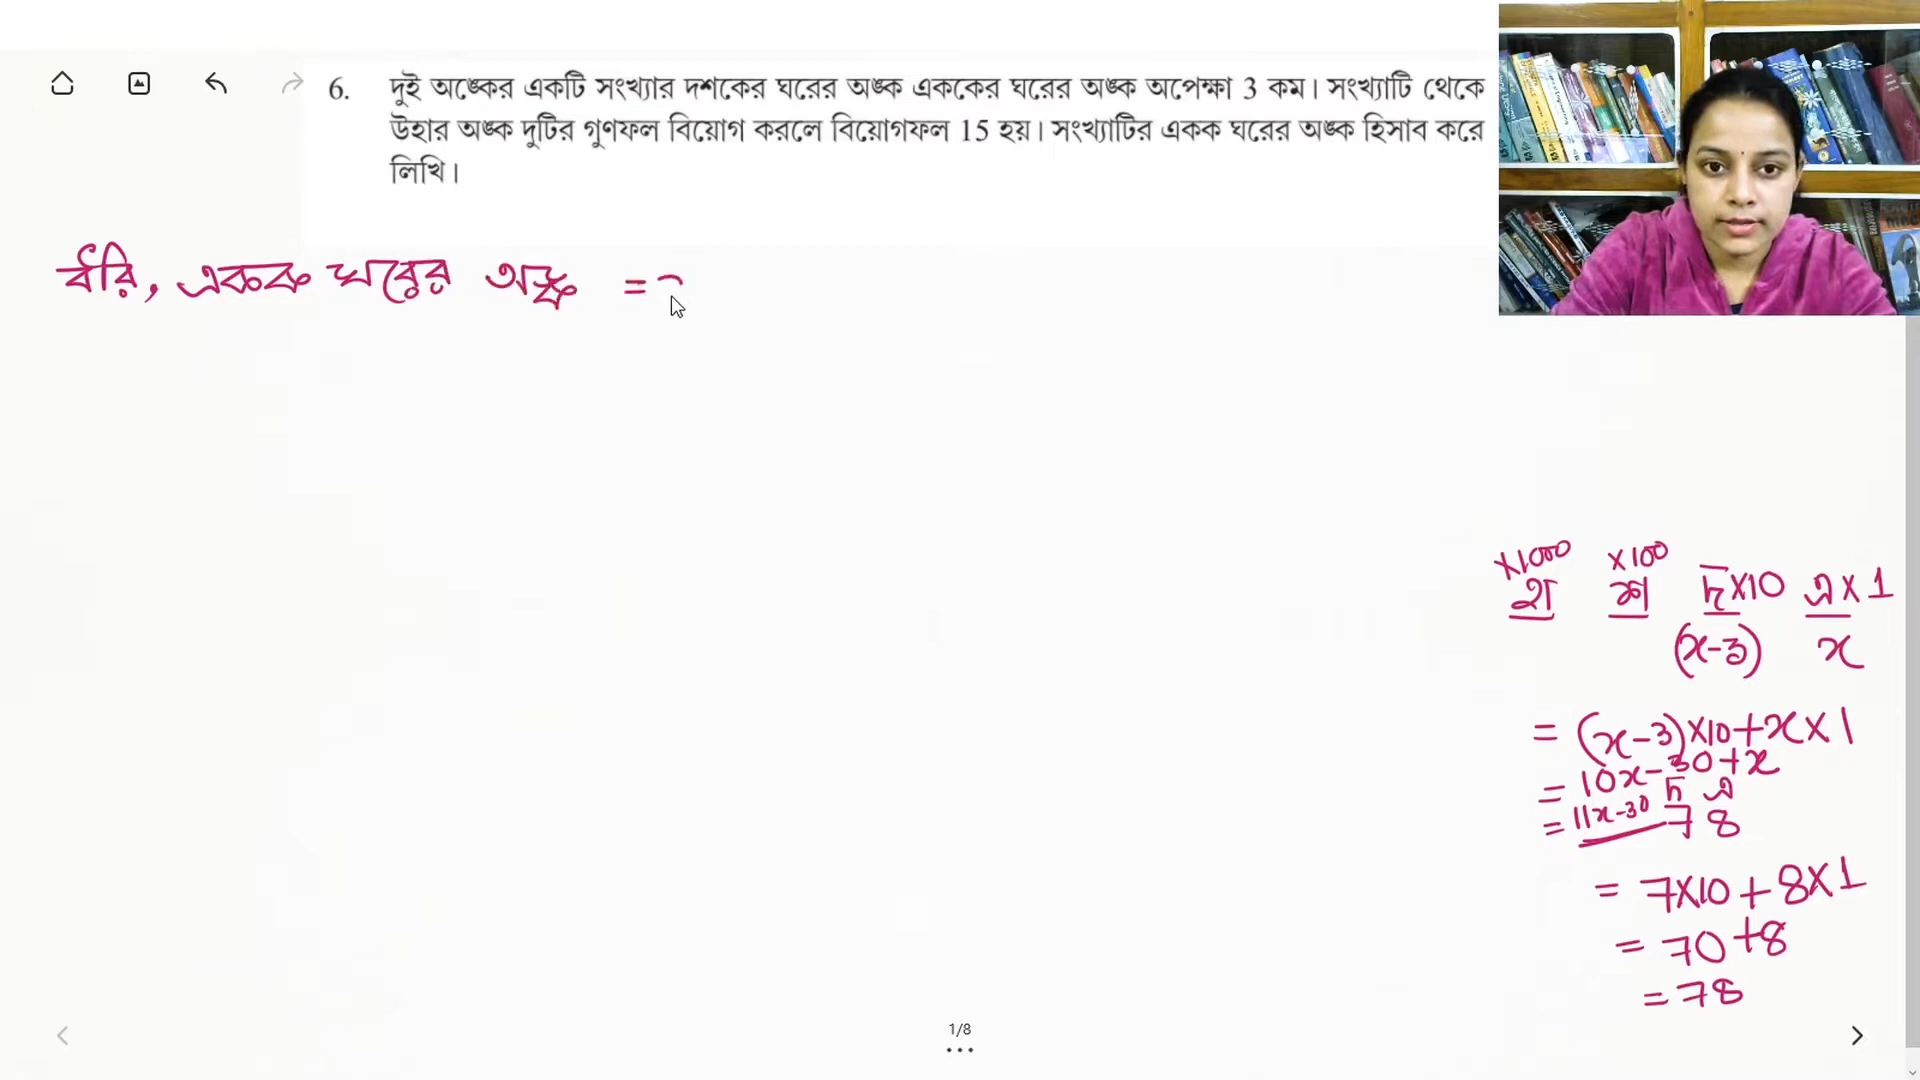 6. দুই অঙ্কের একটি সংখ্যার দশকের ঘরের অঙ্ক এককের ঘরের অঙ্ক অপেক্ষা 3 কম। সংখ্যাটি থেকে
উহার অঙ্ক দুটির গুণফল বিয়োগ করলে বিয়োগফল 15 হয়। সংখ্যাটির একক ঘরের অঙ্ক হিসাব করে
লিখি।
ধরি, একক ঘরের অঙ্ক =
×1000 ×100
হা শ দ×10 এ×1
(x-3) x
= (x-3)×10+x×1
= 10x-30+x
= 11x-30
দ এ
7 8
= 7×10+8×1
= 70+8
= 78
1/8